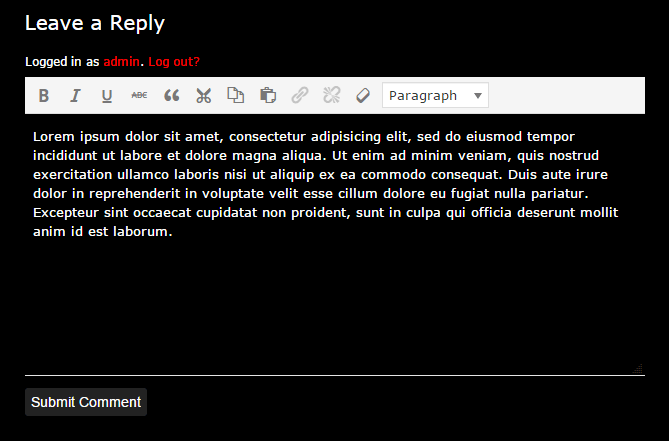 Leave a Reply
Logged in as admin. Log out?
B I U ABC Paragraph
Lorem ipsum dolor sit amet, consectetur adipisicing elit, sed do eiusmod tempor
incididunt ut labore et dolore magna aliqua. Ut enim ad minim veniam, quis nostrud
exercitation ullamco laboris nisi ut aliquip ex ea commodo consequat. Duis aute irure
dolor in reprehenderit in voluptate velit esse cillum dolore eu fugiat nulla pariatur.
Excepteur sint occaecat cupidatat non proident, sunt in culpa qui officia deserunt mollit
anim id est laborum.
Submit Comment